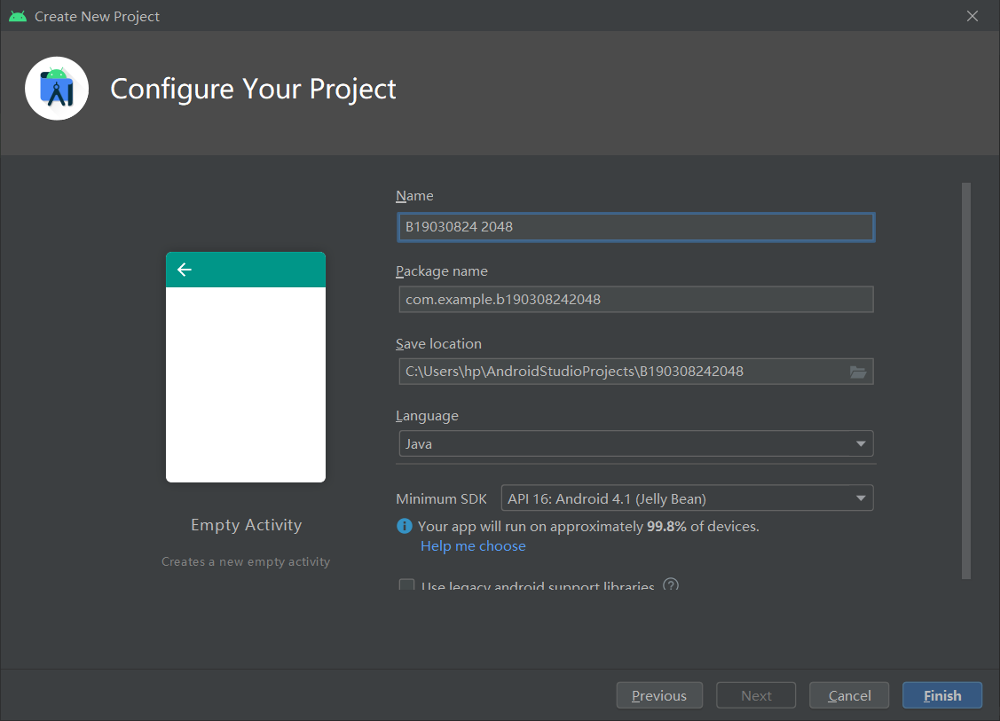 Create New Project
Configure Your Project
Name
B19030824 2048
Package name
com.example.b190308242048
Save location
C:\Users\hp\AndroidStudioProjects\B190308242048
Language
Java
Minimum SDK API 16: Android 4.1 (Jelly Bean)
Your app will run on approximately 99.8% of devices.
Help me choose
Use legacy android support libraries ?
Empty Activity
Creates a new empty activity
Previous Next Cancel Finish